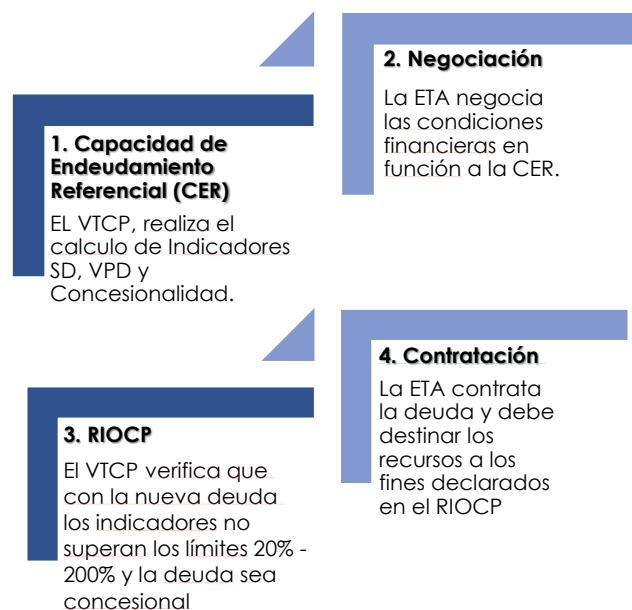 1. Capacidad de
Endeudamiento
Referencial (CER)
EL VTCP, realiza el
calculo de Indicadores
SD, VPD y
Concesionalidad.
2. Negociación
La ETA negocia
las condiciones
financieras en
función a la CER.
3. RIOCP
El VTCP verifica que
con la nueva deuda
los indicadores no
superan los límites 20% -
200% y la deuda sea
concesional
4. Contratación
La ETA contrata
la deuda y debe
destinar los
recursos a los
fines declarados
en el RIOCP